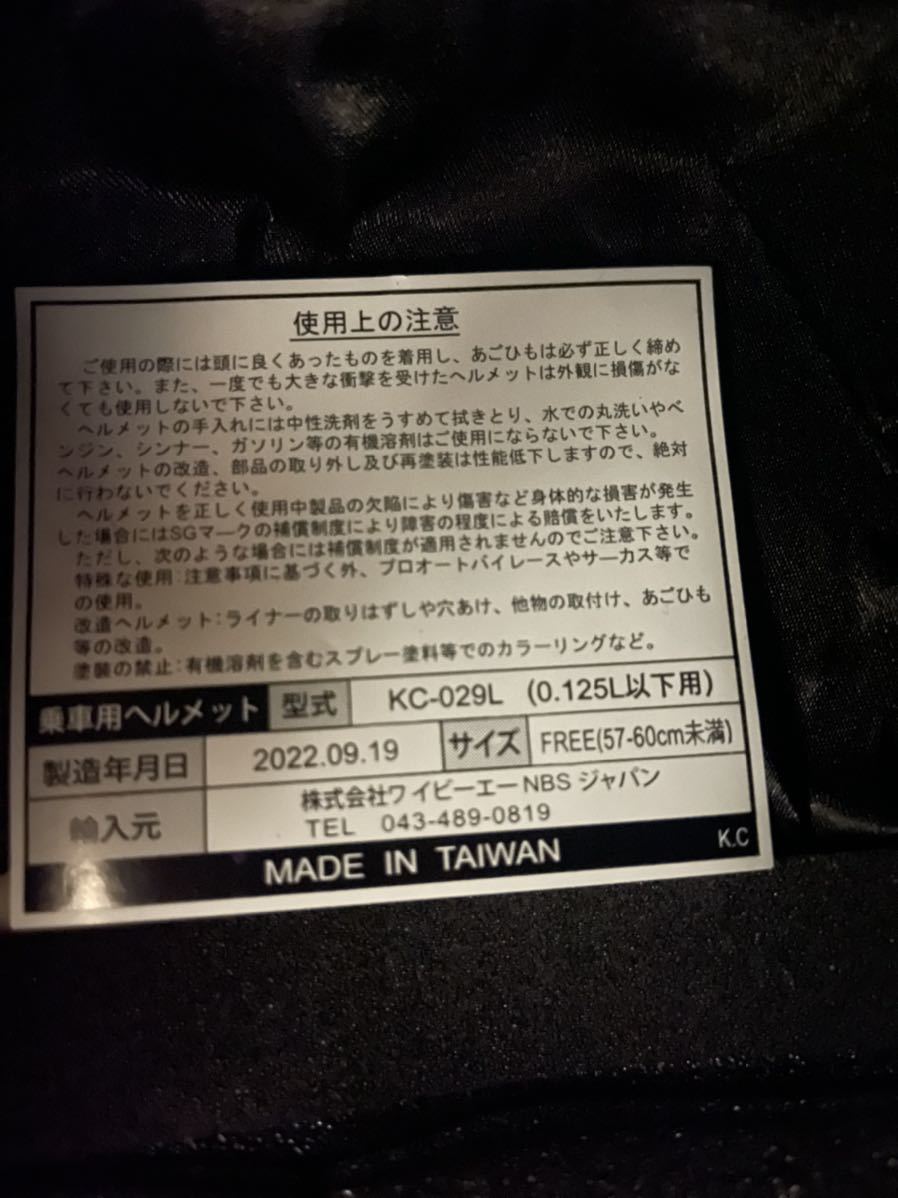 使用上の注意
ご使用の際には頭に良くあったものを着用し、あごひもは必ず正しく締め
て下さい。また、一度でも大きな衝撃を受けたヘルメットは外観に損傷がな
くても使用しないで下さい。
ヘルメットの手入れには中性洗剤をうすめて拭きとり、水での丸洗いやベ
ンジン、シンナー、ガソリン等の有機溶剤はご使用にならないで下さい。
ヘルメットの改造、部品の取り外し及び再塗装は性能低下しますので、絶対
に行わないでください。
ヘルメットを正しく使用中製品の欠陥により傷害など身体的な損害が発生
した場合にはSGマークの補償制度により障害の程度による賠償をいたします。
ただし、次のような場合には補償制度が適用されませんのでご注意下さい。
特殊な使用:注意事項に基づく外、プロオートバイレースやサーカス等で
の使用。
改造ヘルメット:ライナーの取りはずしや穴あけ、他物の取付け、あごひも
等の改造。
塗装の禁止:有機溶剤を含むスプレー塗料等でのカラーリングなど。
乗車用ヘルメット 型式 KC-029L (0.125L以下用)
製造年月日 2022.09.19 サイズ FREE(57-60cm未満)
輸入元 株式会社ワイビーエーNBS ジャパン
TEL 043-489-0819
MADE IN TAIWAN K.C